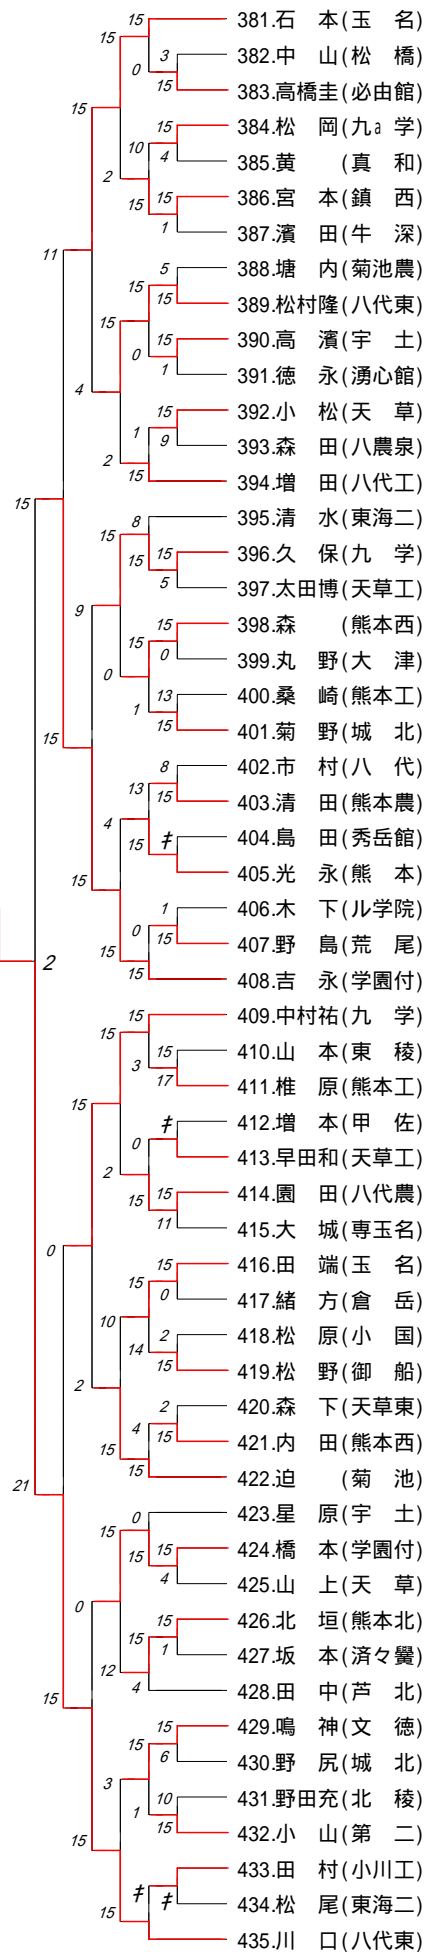 15
381.石　本(玉　名)
15
3
382.中　山(松　橋)
0
15
383.高橋圭(必由館)
15
15
384.松　岡(九a 学)
10
4
385.黄　　(真　和)
2
15
386.宮　本(鎮　西)
15
1
387.濱　田(牛　深)
11
5
388.塘　内(菊池農)
15
15
389.松村隆(八代東)
15
15
390.高　濱(宇　土)
0
1
391.徳　永(湧心館)
4
15
392.小　松(天　草)
1
9
393.森　田(八農泉)
2
15
394.増　田(八代工)
15
8
395.清　水(東海二)
15
15
396.久　保(九　学)
15
5
397.太田博(天草工)
9
15
398.森　　(熊本西)
0
0
399.丸　野(大　津)
13
400.桑　崎(熊本工)
1
15
401.菊　野(城　北)
15
8
402.市　村(八　代)
13
15
403.清　田(熊本農)
4
ǂ
404.島　田(秀岳館)
15
405.光　永(熊　本)
15
1
406.木　下(ル学院)
0
15
407.野　島(荒　尾)
15
15
408.吉　永(学園付)
2
15
409.中村祐(九　学)
15
15
410.山　本(東　稜)
3
17
411.椎　原(熊本工)
15
ǂ
412.増　本(甲　佐)
0
413.早田和(天草工)
2
15
414.園　田(八代農)
15
11
415.大　城(専玉名)
0
15
416.田　端(玉　名)
15
0
417.緒　方(倉　岳)
10
2
418.松　原(小　国)
14
15
419.松　野(御　船)
2
2
420.森　下(天草東)
4
15
421.内　田(熊本西)
15
15
422.迫　　(菊　池)
21
0
423.星　原(宇　土)
15
15
424.橋　本(学園付)
15
4
425.山　上(天　草)
0
15
426.北　垣(熊本北)
15
1
427.坂　本(済々黌)
12
4
428.田　中(芦　北)
15
15
429.鳴　神(文　徳)
15
6
430.野　尻(城　北)
3
10
431.野田充(北　稜)
1
15
432.小　山(第　二)
15
433.田　村(小川工)
ǂ
ǂ
434.松　尾(東海二)
15
435.川　口(八代東)